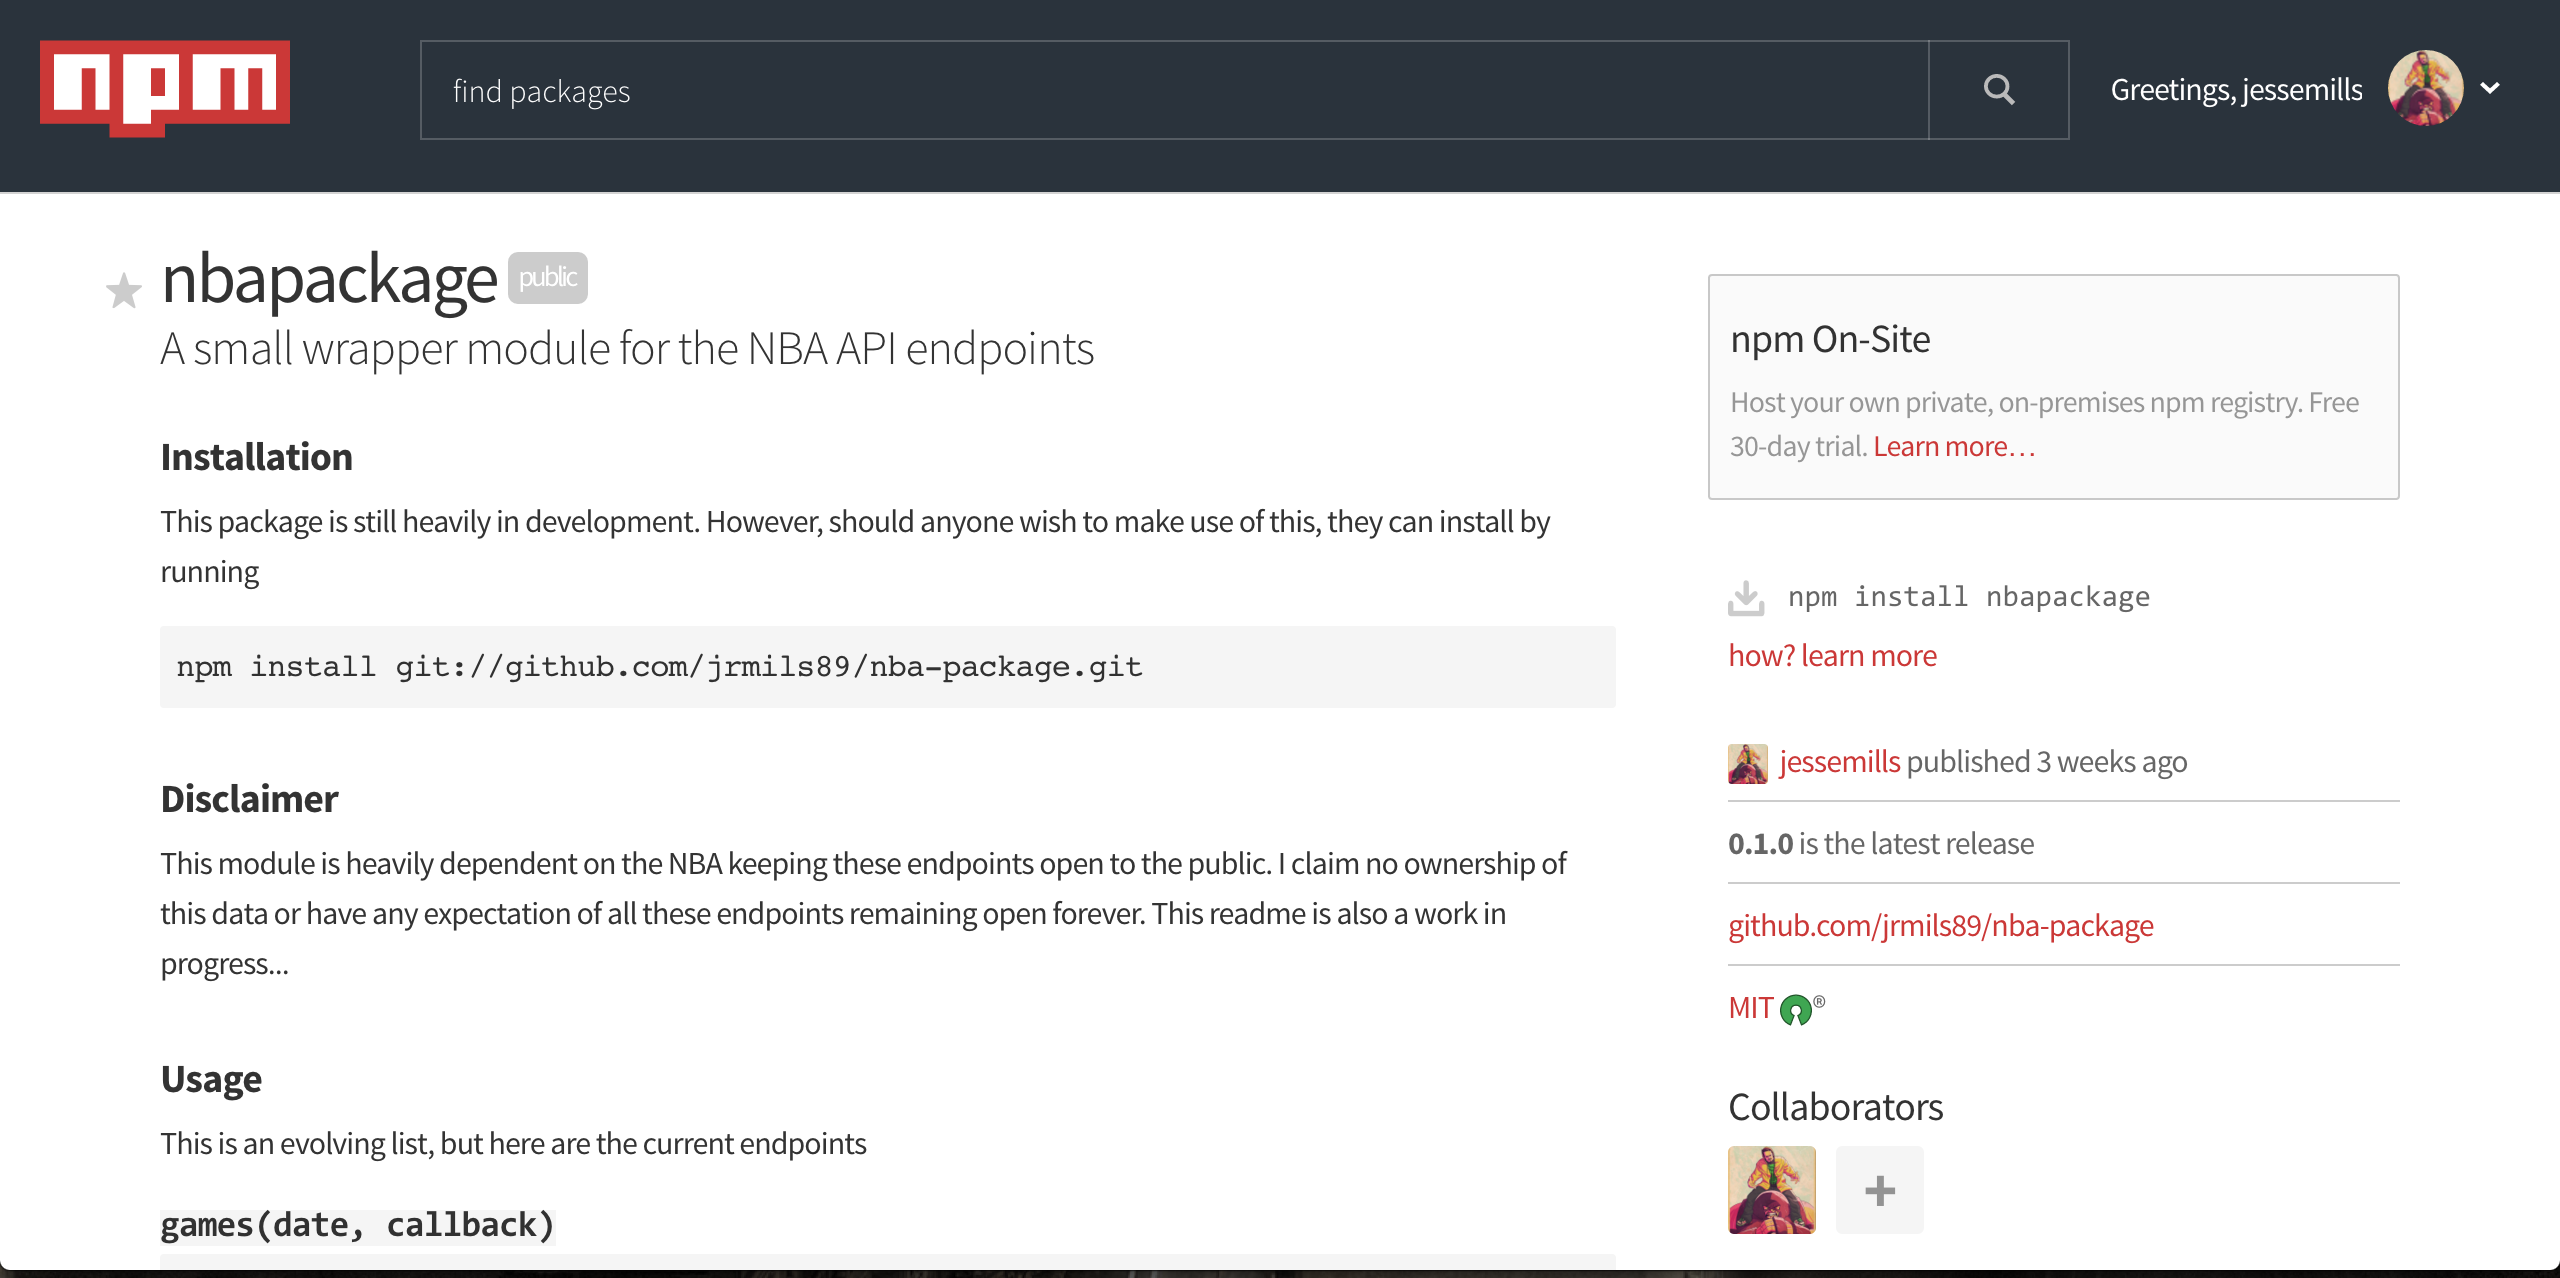 npm
find packages
Greetings, jessemills
nbapackage public
A small wrapper module for the NBA API endpoints
Installation
This package is still heavily in development. However, should anyone wish to make use of this, they can install by
running
npm install git://github.com/jrmils89/nba-package.git
Disclaimer
This module is heavily dependent on the NBA keeping these endpoints open to the public. I claim no ownership of
this data or have any expectation of all these endpoints remaining open forever. This readme is also a work in
progress...
Usage
This is an evolving list, but here are the current endpoints
games(date, callback)
npm On-Site
Host your own private, on-premises npm registry. Free
30-day trial. Learn more…
npm install nbapackage
how? learn more
jessemills published 3 weeks ago
0.1.0 is the latest release
github.com/jrmils89/nba-package
MIT ®
Collaborators
+